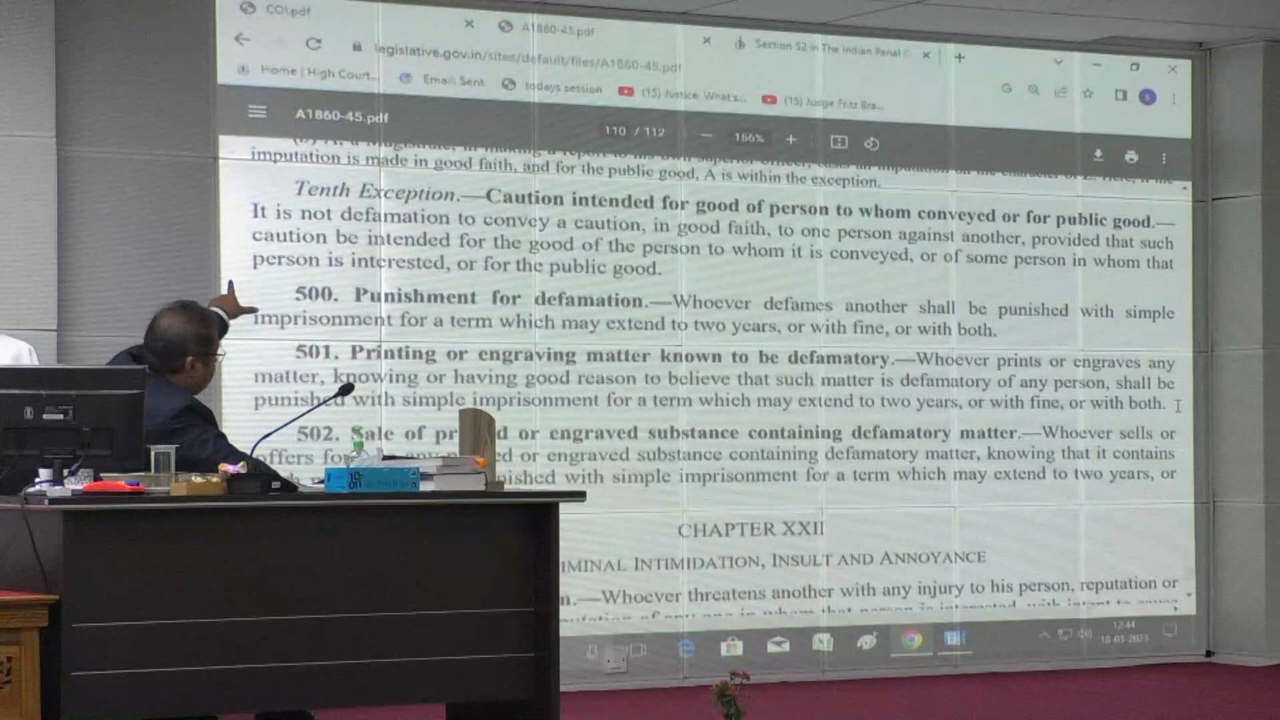 COI.pdf
A1860-45.pdf
Section 52 in The Indian Penal C
legislative.gov.in/sites/default/files/A1860-45.pdf
Home | High Court...
Email: Sent
todays session
(15) Justice: What's...
(15) Judge Fritz Bra...
A1860-45.pdf
110 / 112
156%
imputation is made in good faith, and for the public good, A is within the exception.
Tenth Exception.—Caution intended for good of person to whom conveyed or for public good.—
It is not defamation to convey a caution, in good faith, to one person against another, provided that such
caution be intended for the good of the person to whom it is conveyed, or of some person in whom that
person is interested, or for the public good.
500. Punishment for defamation.—Whoever defames another shall be punished with simple
imprisonment for a term which may extend to two years, or with fine, or with both.
501. Printing or engraving matter known to be defamatory.—Whoever prints or engraves any
matter, knowing or having good reason to believe that such matter is defamatory of any person, shall be
punished with simple imprisonment for a term which may extend to two years, or with fine, or with both.
502. Sale of pr d or engraved substance containing defamatory matter.—Whoever sells or
offers fo ed or engraved substance containing defamatory matter, knowing that it contains
ished with simple imprisonment for a term which may extend to two years, or
CHAPTER XXII
IMINAL INTIMIDATION, INSULT AND ANNOYANCE
n.—Whoever threatens another with any injury to his person, reputation or
12:44
18-03-2023